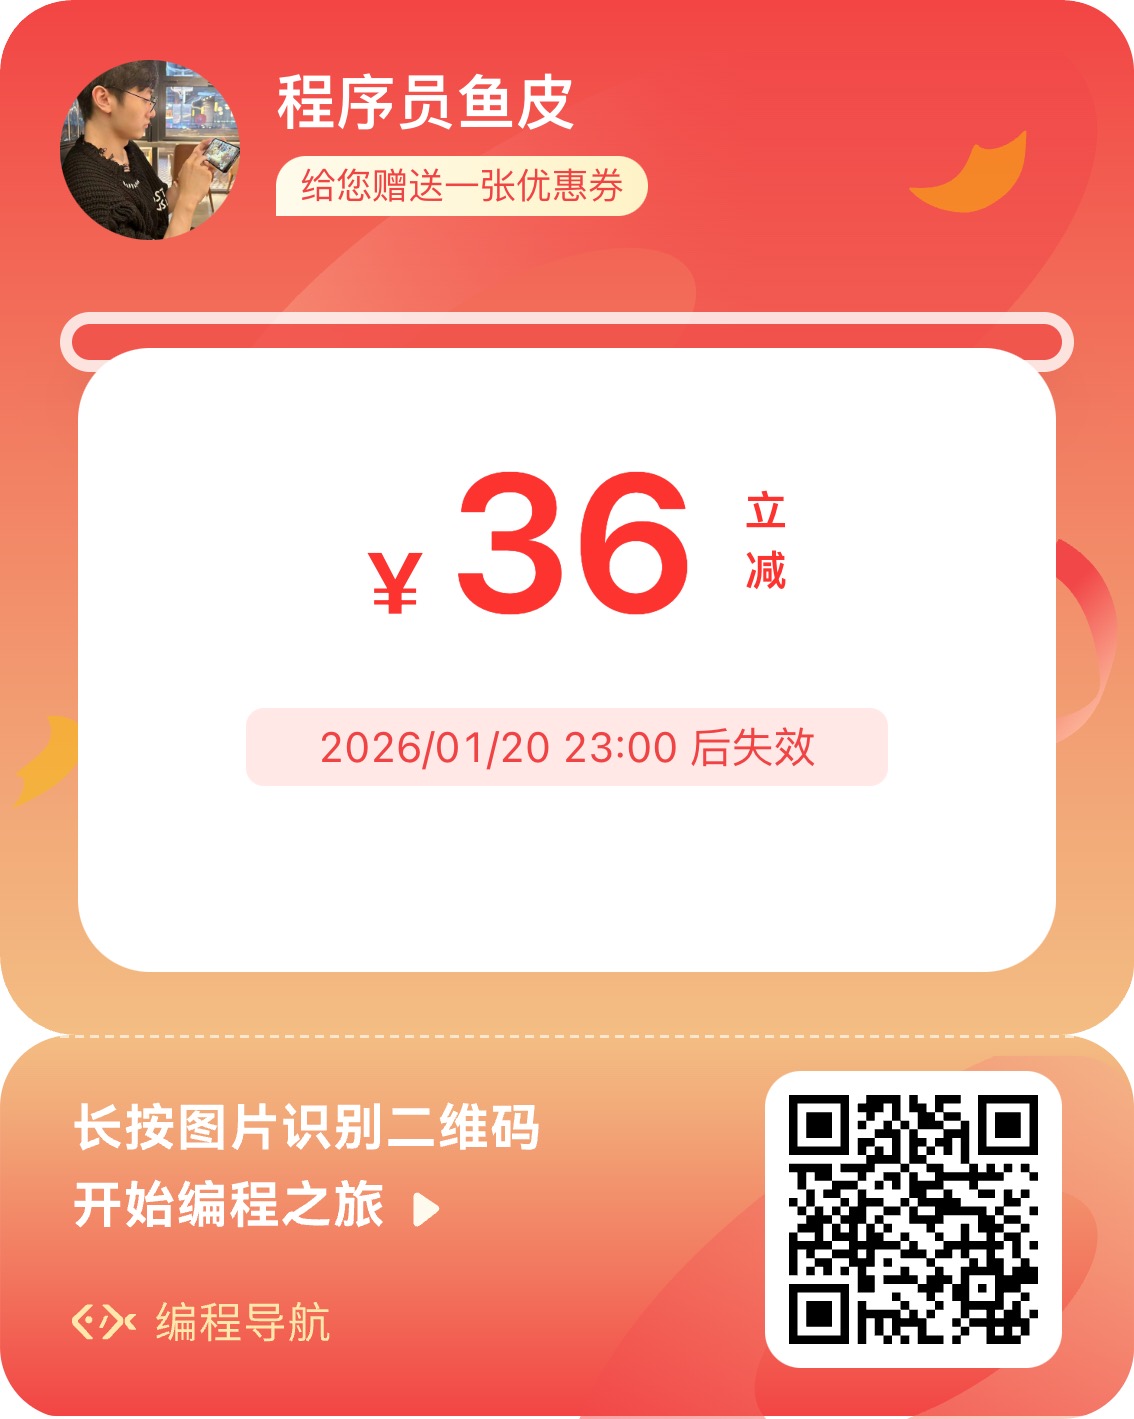 程序员鱼皮
给您赠送一张优惠券
¥ 36 立减
2026/01/20 23:00 后失效
长按图片识别二维码
开始编程之旅
编程导航